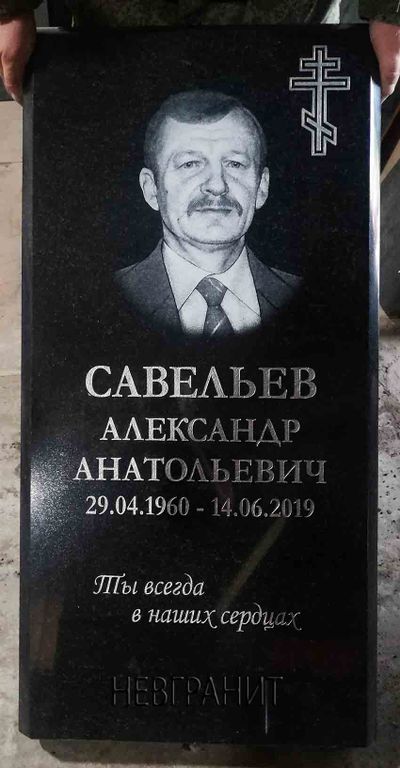 САВЕЛЬЕВ
АЛЕКСАНДР
АНАТОЛЬЕВИЧ
29.04.1960 - 14.06.2019
Ты всегда
в наших сердцах
НЕВГРАНИТ